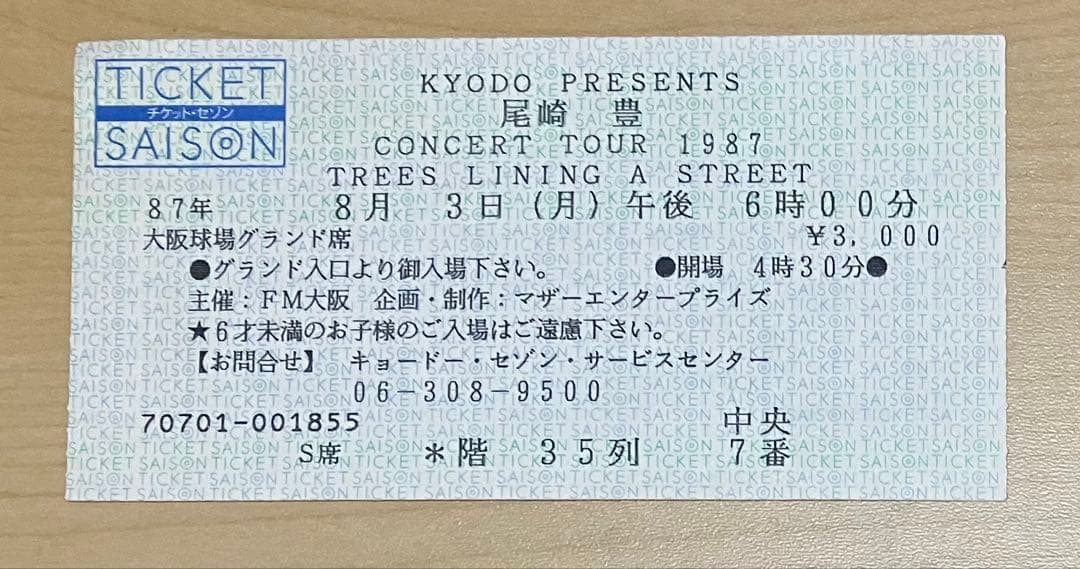 TICKET
チケット・セゾン
SAISON
KYODO PRESENTS
尾崎 豊
CONCERT TOUR 1987
TREES LINING A STREET
87年 8月 3日(月)午後 6時00分
大阪球場グランド席 ¥3,000
●グランド入口より御入場下さい。 ●開場 4時30分●
主催:FM大阪 企画・制作:マザーエンタープライズ
★6才未満のお子様のご入場はご遠慮下さい。
【お問合せ】 キョードー・セゾン・サービスセンター
06-308-9500
70701-001855 中央
S席 *階 35列 7番